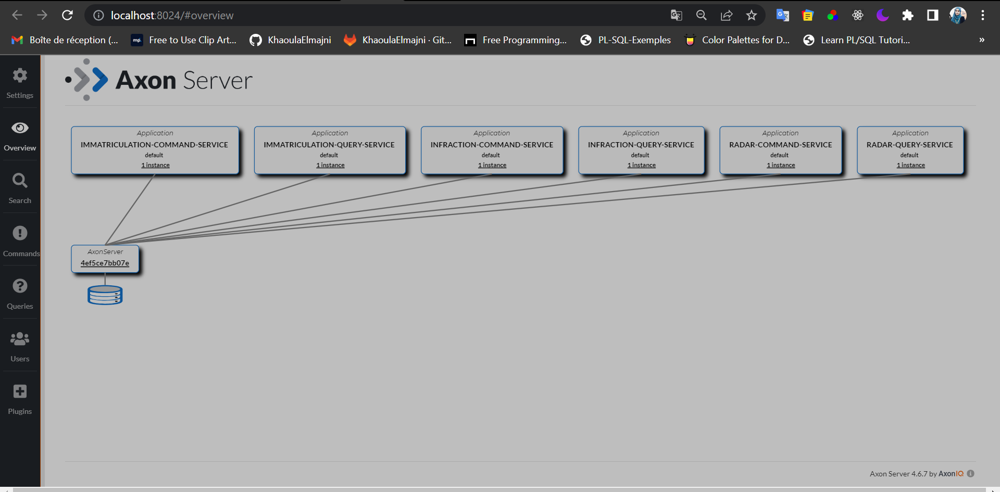 localhost:8024/#overview
Boîte de réception (...
Free to Use Clip Art...
KhaoulaElmajni
KhaoulaElmajni · Git...
Free Programming...
PL-SQL-Exemples
Color Palettes for D...
Learn PL/SQL Tutori...
»
Settings
Overview
Search
Commands
Queries
Users
Plugins
Axon Server
Application
IMMATRICULATION-COMMAND-SERVICE
default
1 instance
Application
IMMATRICULATION-QUERY-SERVICE
default
1 instance
Application
INFRACTION-COMMAND-SERVICE
default
1 instance
Application
INFRACTION-QUERY-SERVICE
default
1 instance
Application
RADAR-COMMAND-SERVICE
default
1 instance
Application
RADAR-QUERY-SERVICE
default
1 instance
AxonServer
4ef5ce7bb07e
Axon Server 4.6.7 by AxonIQ